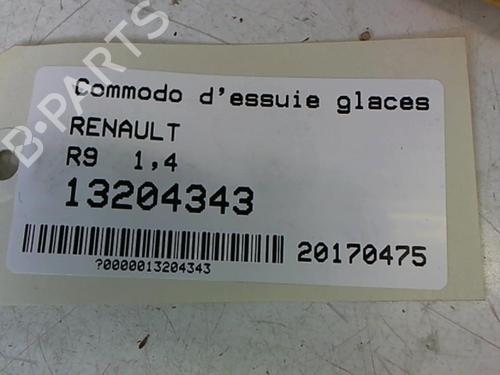 B-PARTS
Commodo d'essuie glaces
RENAULT
R9 1,4
13204343
20170475
?0000013204343